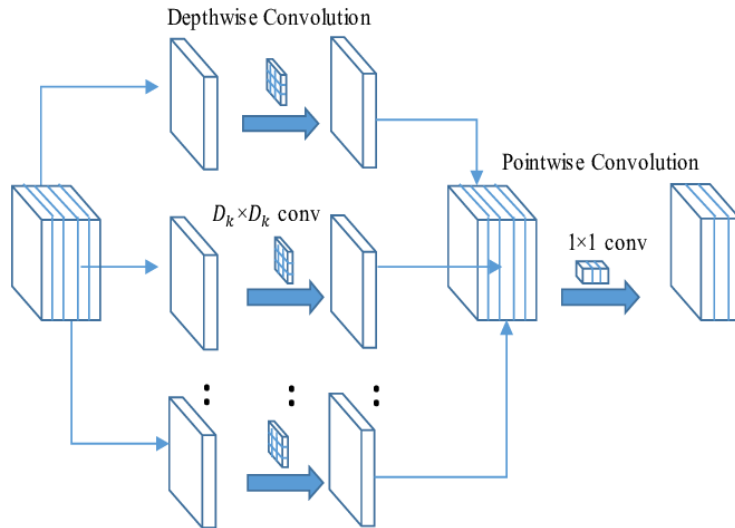 Depthwise Convolution
Pointwise Convolution
D_k×D_k conv
1×1 conv